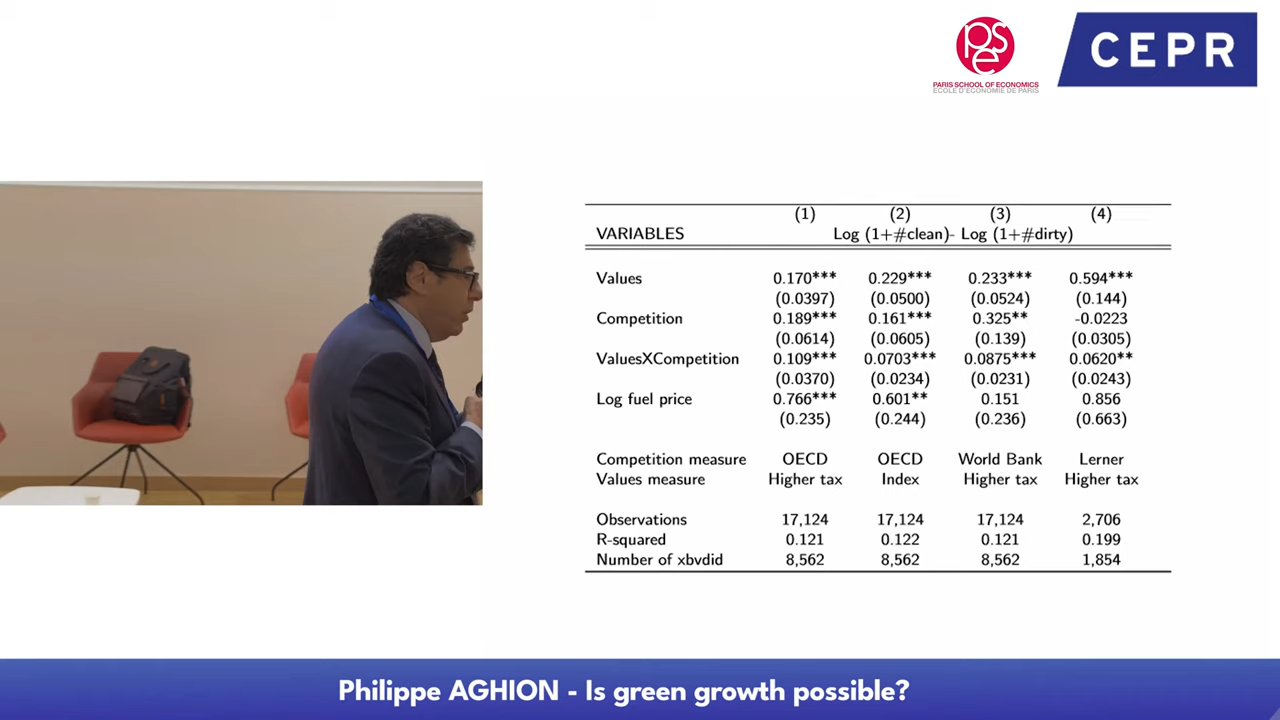 pse
PARIS SCHOOL OF ECONOMICS
ÉCOLE D'ÉCONOMIE DE PARIS
CEPR
(1) (2) (3) (4)
VARIABLES Log (1+#clean)- Log (1+#dirty)
Values 0.170*** 0.229*** 0.233*** 0.594***
(0.0397) (0.0500) (0.0524) (0.144)
Competition 0.189*** 0.161*** 0.325** -0.0223
(0.0614) (0.0605) (0.139) (0.0305)
ValuesXCompetition 0.109*** 0.0703*** 0.0875*** 0.0620**
(0.0370) (0.0234) (0.0231) (0.0243)
Log fuel price 0.766*** 0.601** 0.151 0.856
(0.235) (0.244) (0.236) (0.663)
Competition measure OECD OECD World Bank Lerner
Values measure Higher tax Index Higher tax Higher tax
Observations 17,124 17,124 17,124 2,706
R-squared 0.121 0.122 0.121 0.199
Number of xbvdid 8,562 8,562 8,562 1,854
Philippe AGHION - Is green growth possible?